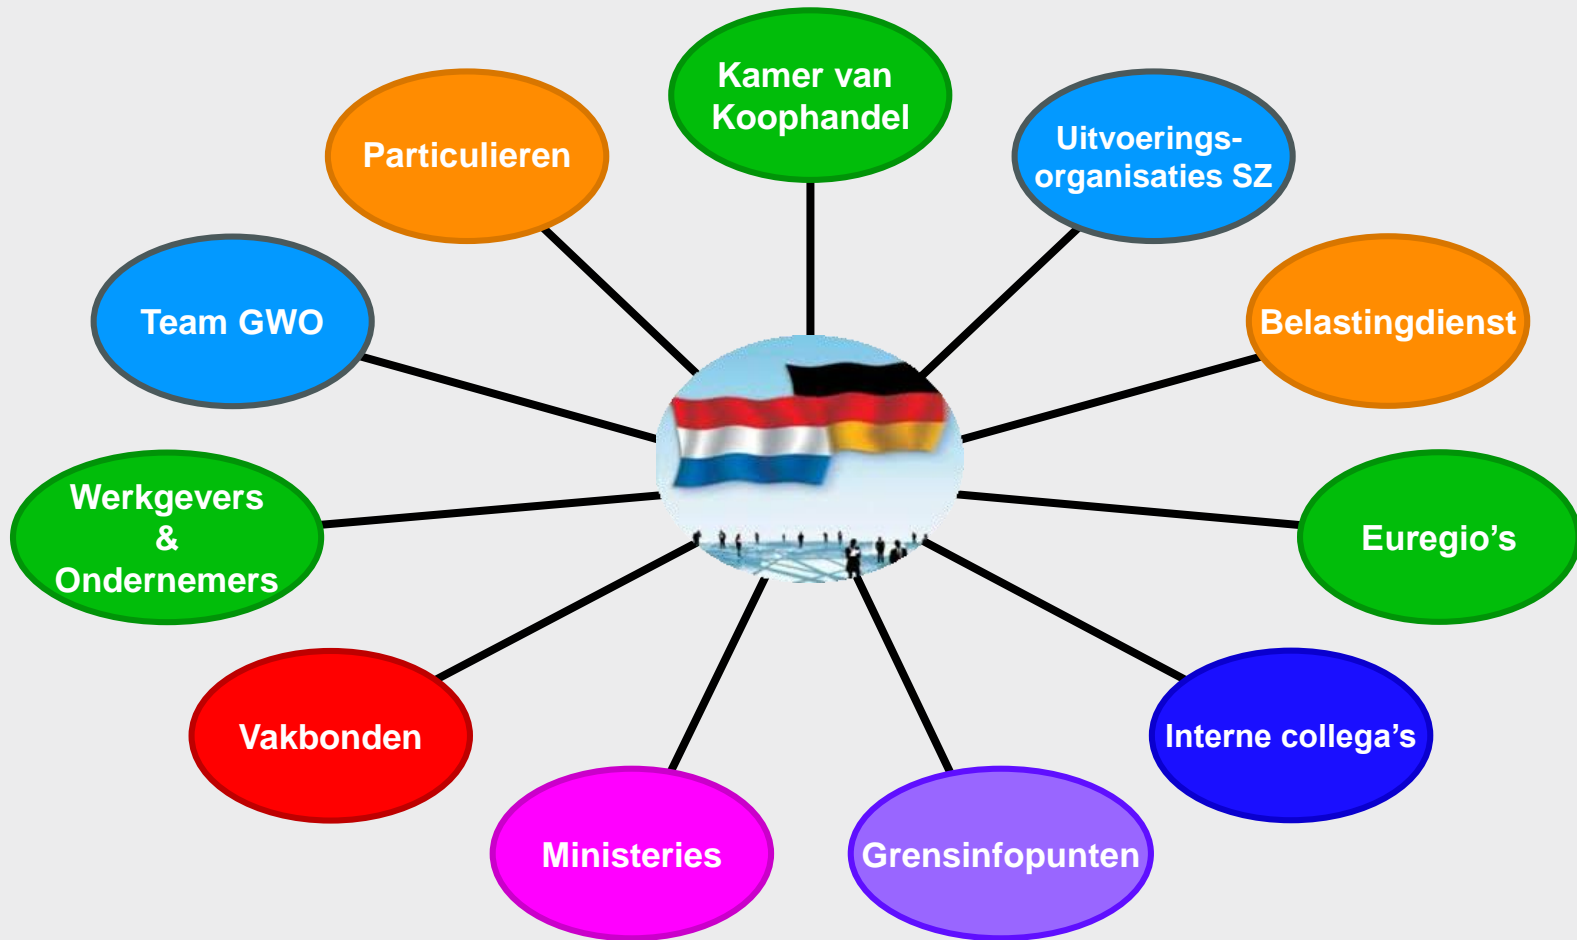 Kamer van
Koophandel
Uitvoerings-
organisaties SZ
Belastingdienst
Euregio’s
Interne collega’s
Grensinfopunten
Ministeries
Vakbonden
Werkgevers
&
Ondernemers
Team GWO
Particulieren